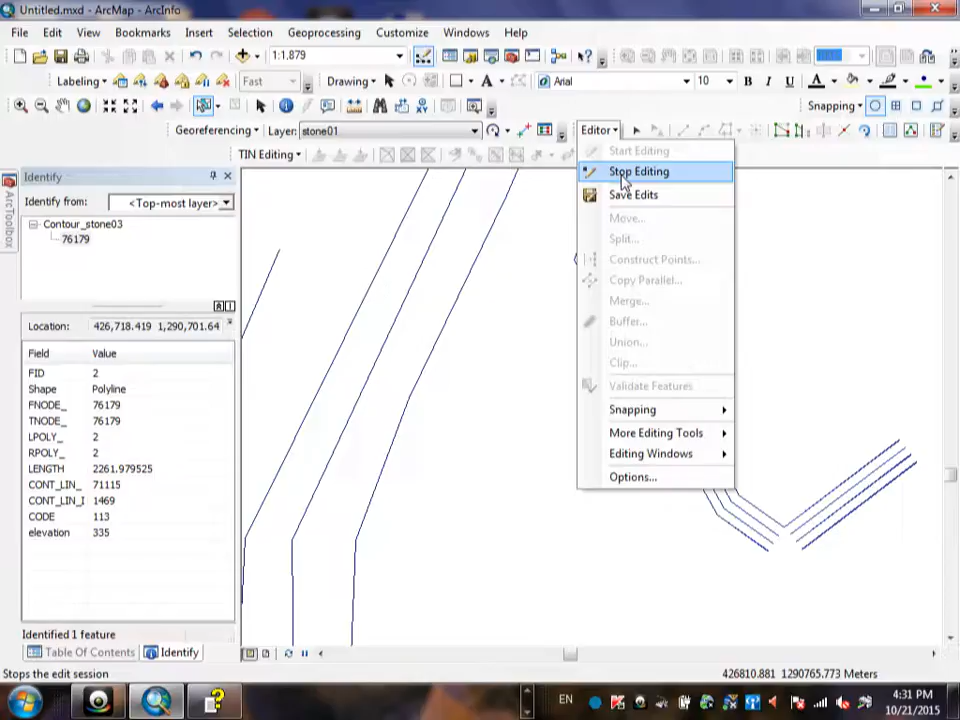 Untitled.mxd - ArcMap - ArcInfo
File Edit View Bookmarks Insert Selection Geoprocessing Customize Windows Help
1:1.879
Labeling Fast Drawing A Arial 10 B I U A
Snapping
Georeferencing Layer: stone01 Editor
TIN Editing
Start Editing
Stop Editing
Save Edits
Move...
Split...
Construct Points...
Copy Parallel...
Merge...
Buffer...
Union...
Clip...
Validate Features
Snapping
More Editing Tools
Editing Windows
Options...
ArcToolbox
Identify
Identify from: <Top-most layer>
Contour_stone03
76179
Location: 426,718.419 1,290,701.64
Field Value
FID 2
Shape Polyline
FNODE_ 76179
TNODE_ 76179
LPOLY_ 2
RPOLY_ 2
LENGTH 2261.979525
CONT_LIN_ 71115
CONT_LIN_I 1469
CODE 113
elevation 335
Identified 1 feature
Table Of Contents Identify
Stops the edit session 426810.881 1290765.773 Meters
EN 4:31 PM
10/21/2015